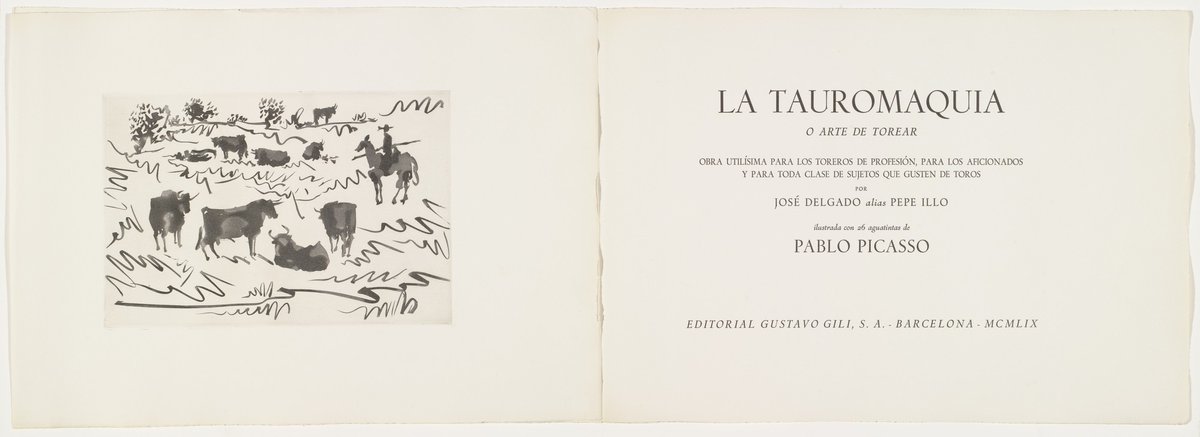 LA TAUROMAQUIA
O ARTE DE TOREAR
OBRA UTILÍSIMA PARA LOS TOREROS DE PROFESIÓN, PARA LOS AFICIONADOS
Y PARA TODA CLASE DE SUJETOS QUE GUSTEN DE TOROS
POR
JOSÉ DELGADO alias PEPE ILLO
ilustrada con 26 aguatintas de
PABLO PICASSO
EDITORIAL GUSTAVO GILI, S. A. - BARCELONA - MCMLIX